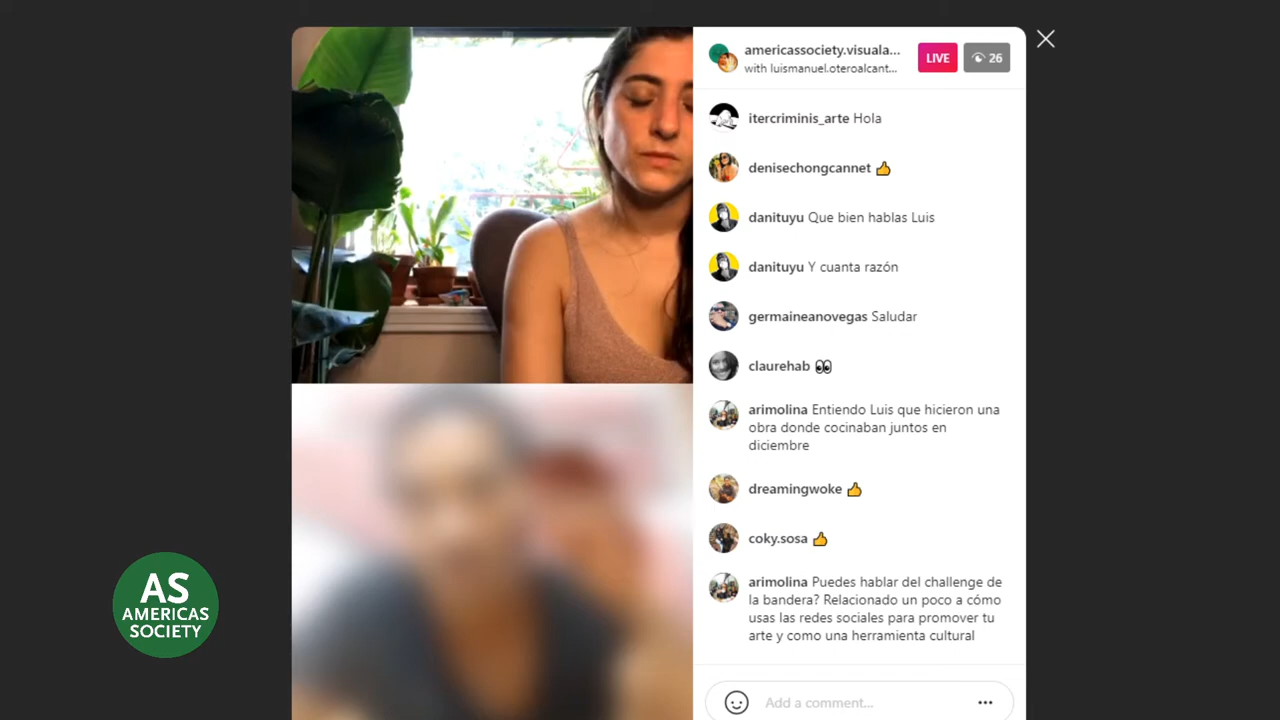 americassociety.visuala...
with luismanuel.oteroalcant...
LIVE
26
itercriminis_arte Hola
denisechongcannet 👍
danituyu Que bien hablas Luis
danituyu Y cuanta razón
germaineanovegas Saludar
claurehab 👀
arimolina Entiendo Luis que hicieron una
obra donde cocinaban juntos en
diciembre
dreamingwoke 👍
coky.sosa 👍
arimolina Puedes hablar del challenge de
la bandera? Relacionado un poco a cómo
usas las redes sociales para promover tu
arte y como una herramienta cultural
Add a comment...
AS
AMERICAS
SOCIETY